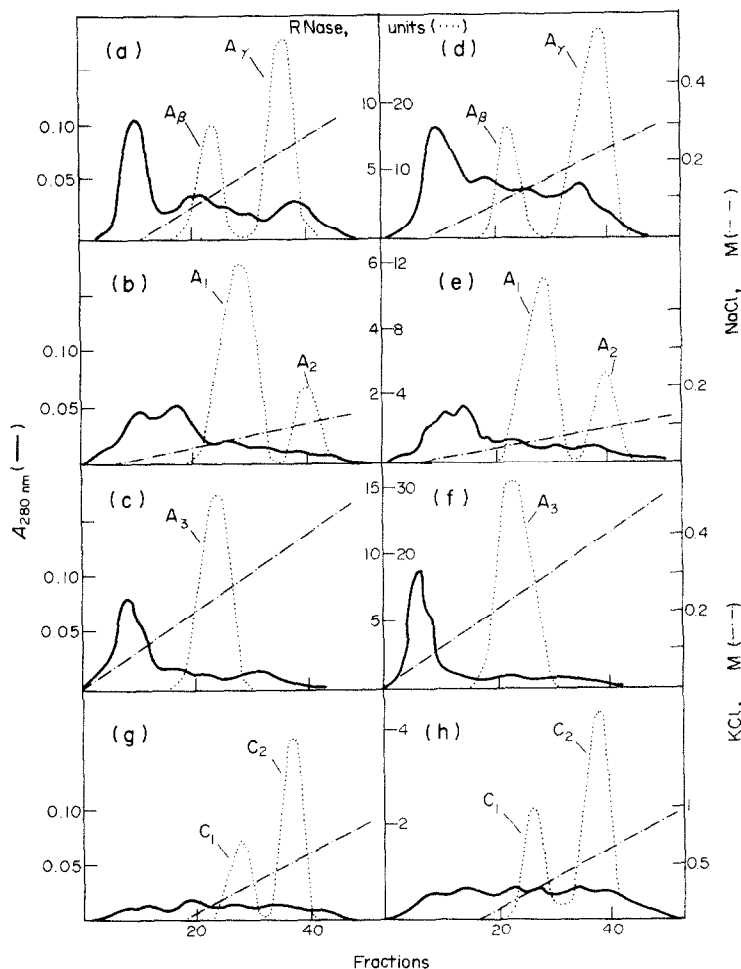 RNase, units (····)
(a) Aβ Aγ (d) Aβ Aγ
0.10 0.05 10 5 20 10 0.4 0.2
(b) A1 A2 (e) A1 A2
0.10 0.05 6 4 2 12 8 4 0.2
(c) A3 (f) A3
0.10 0.05 15 10 5 30 20 0.4 0.2
(g) C1 C2 (h) C1 C2
0.10 0.05 4 2 1 0.5
20 40 20 40
Fractions
A280 nm (—)
NaCl, M (–––)
KCl, M (–·–)